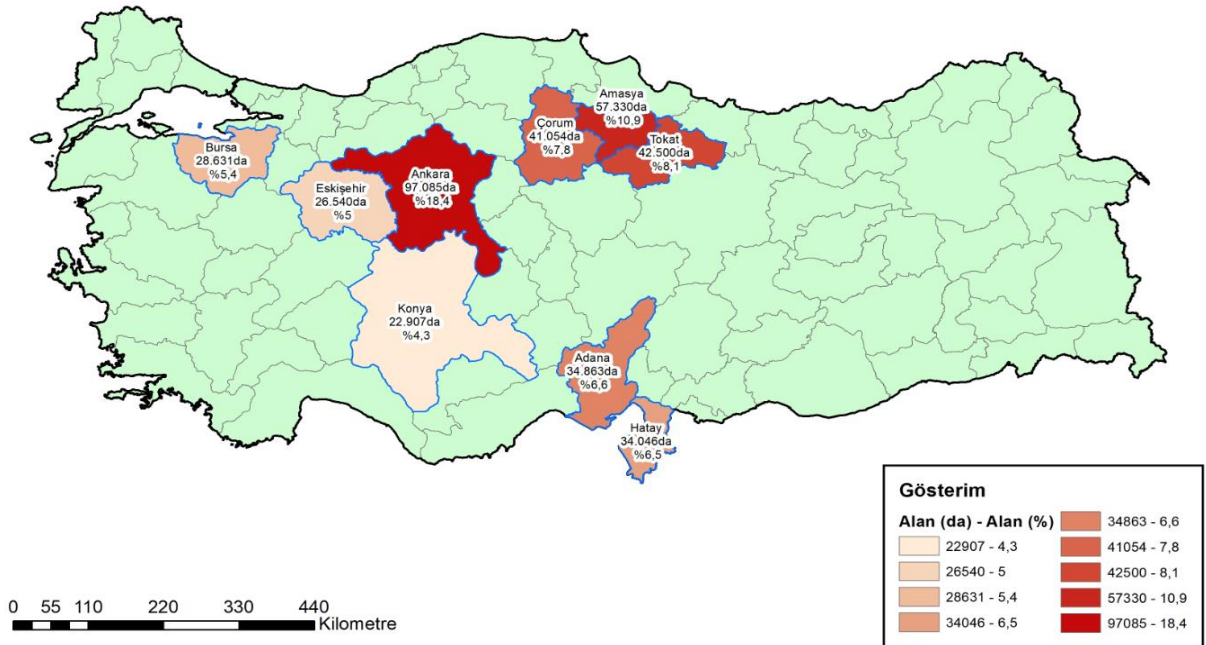 Amasya
57.330da
%10,9
Çorum
41.054da
%7,8
Tokat
42.500da
%8,1
Bursa
28.631da
%5,4
Eskişehir
26.540da
%5
Ankara
97.085da
%18,4
Konya
22.907da
%4,3
Adana
34.863da
%6,6
Hatay
34.046da
%6,5
Gösterim
Alan (da) - Alan (%)
22907 - 4,3
26540 - 5
28631 - 5,4
34046 - 6,5
34863 - 6,6
41054 - 7,8
42500 - 8,1
57330 - 10,9
97085 - 18,4
0 55 110 220 330 440
Kilometre